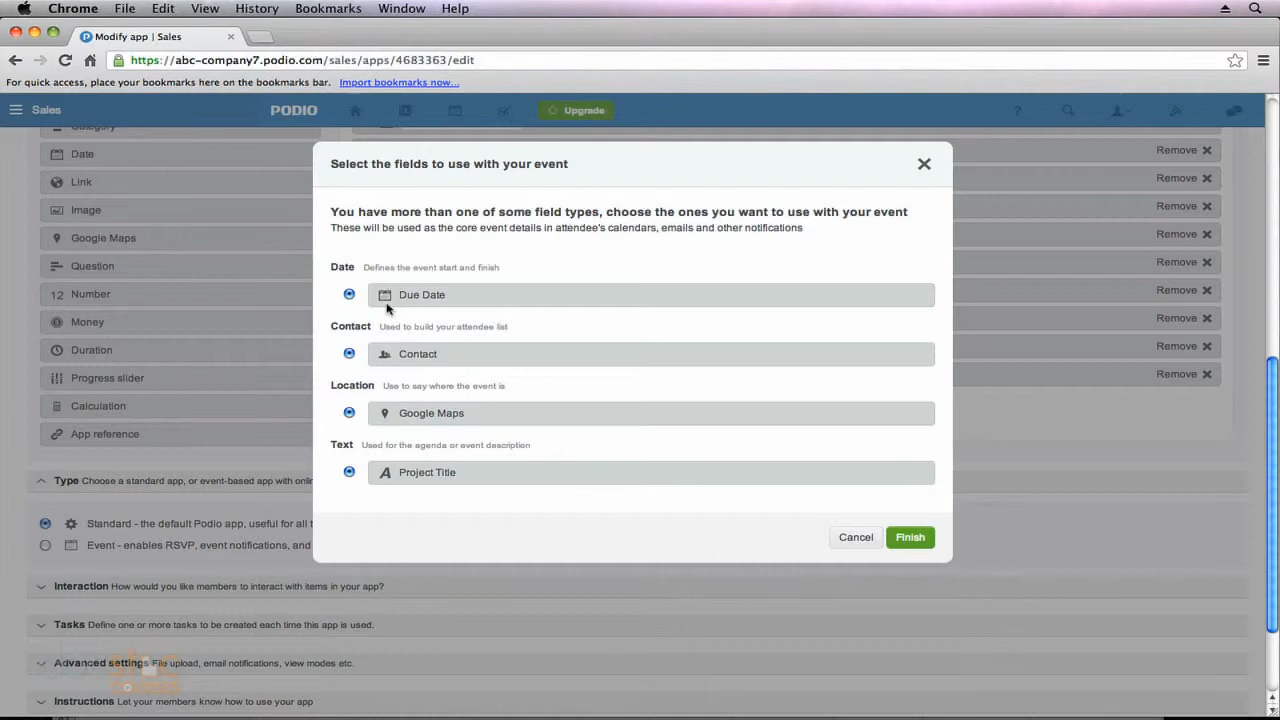 Chrome File Edit View History Bookmarks Window Help
Modify app | Sales
https://abc-company7.podio.com/sales/apps/4683363/edit
For quick access, place your bookmarks here on the bookmarks bar. Import bookmarks now...
Sales PODIO Upgrade
Category
Date
Link
Image
Google Maps
Question
12 Number
Money
Duration
Progress slider
Calculation
App reference
Remove
Remove
Remove
Remove
Remove
Remove
Remove
Remove
Remove
Select the fields to use with your event
You have more than one of some field types, choose the ones you want to use with your event
These will be used as the core event details in attendee's calendars, emails and other notifications
Date Defines the event start and finish
Due Date
Contact Used to build your attendee list
Contact
Location Use to say where the event is
Google Maps
Text Used for the agenda or event description
Project Title
Cancel Finish
Type Choose a standard app, or event-based app with onli
Standard - the default Podio app, useful for all t
Event - enables RSVP, event notifications, and
Interaction How would you like members to interact with items in your app?
Tasks Define one or more tasks to be created each time this app is used.
Advanced settings File upload, email notifications, view modes etc.
Instructions Let your members know how to use your app